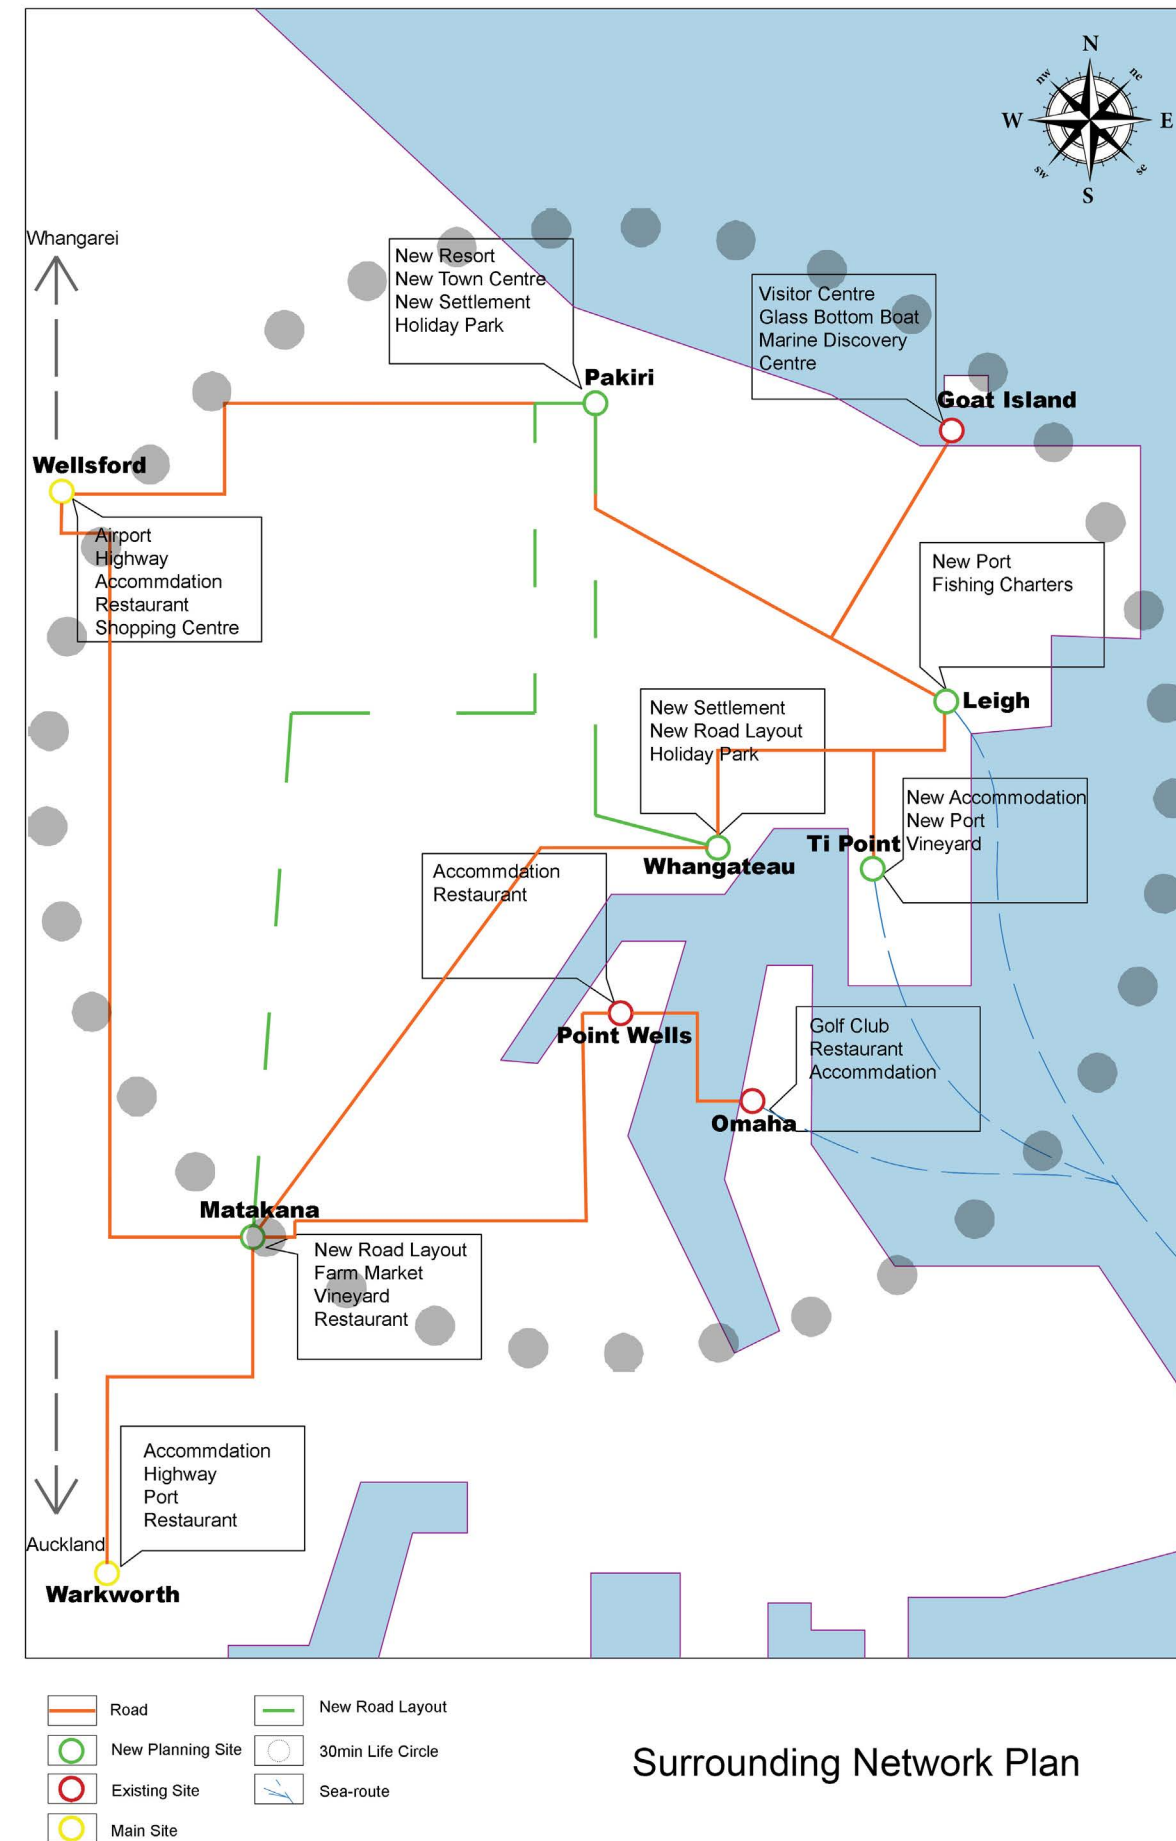 N
nw
ne
W
E
sw
se
S
Whangarei
New Resort
New Town Centre
New Settlement
Holiday Park
Visitor Centre
Glass Bottom Boat
Marine Discovery
Centre
Pakiri
Goat Island
Wellsford
Airport
Highway
Accommdation
Restaurant
Shopping Centre
New Port
Fishing Charters
Leigh
New Settlement
New Road Layout
Holiday Park
New Accommodation
New Port
Vineyard
Ti Point
Whangateau
Accommdation
Restaurant
Point Wells
Golf Club
Restaurant
Accommdation
Omaha
Matakana
New Road Layout
Farm Market
Vineyard
Restaurant
Accommdation
Highway
Port
Restaurant
Auckland
Warkworth
Road
New Road Layout
New Planning Site
30min Life Circle
Existing Site
Sea-route
Main Site
Surrounding Network Plan